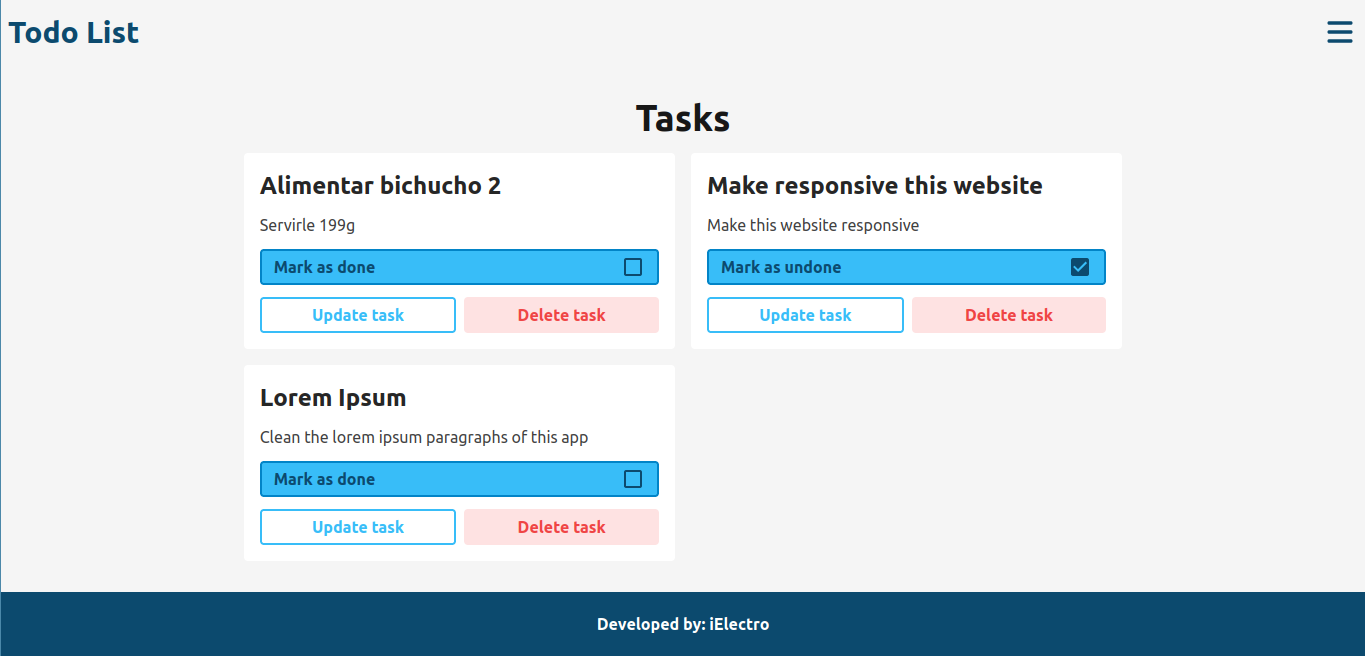 Todo List
Tasks
Alimentar bichucho 2
Servirle 199g
Mark as done
Update task Delete task
Make responsive this website
Make this website responsive
Mark as undone
Update task Delete task
Lorem Ipsum
Clean the lorem ipsum paragraphs of this app
Mark as done
Update task Delete task
Developed by: iElectro